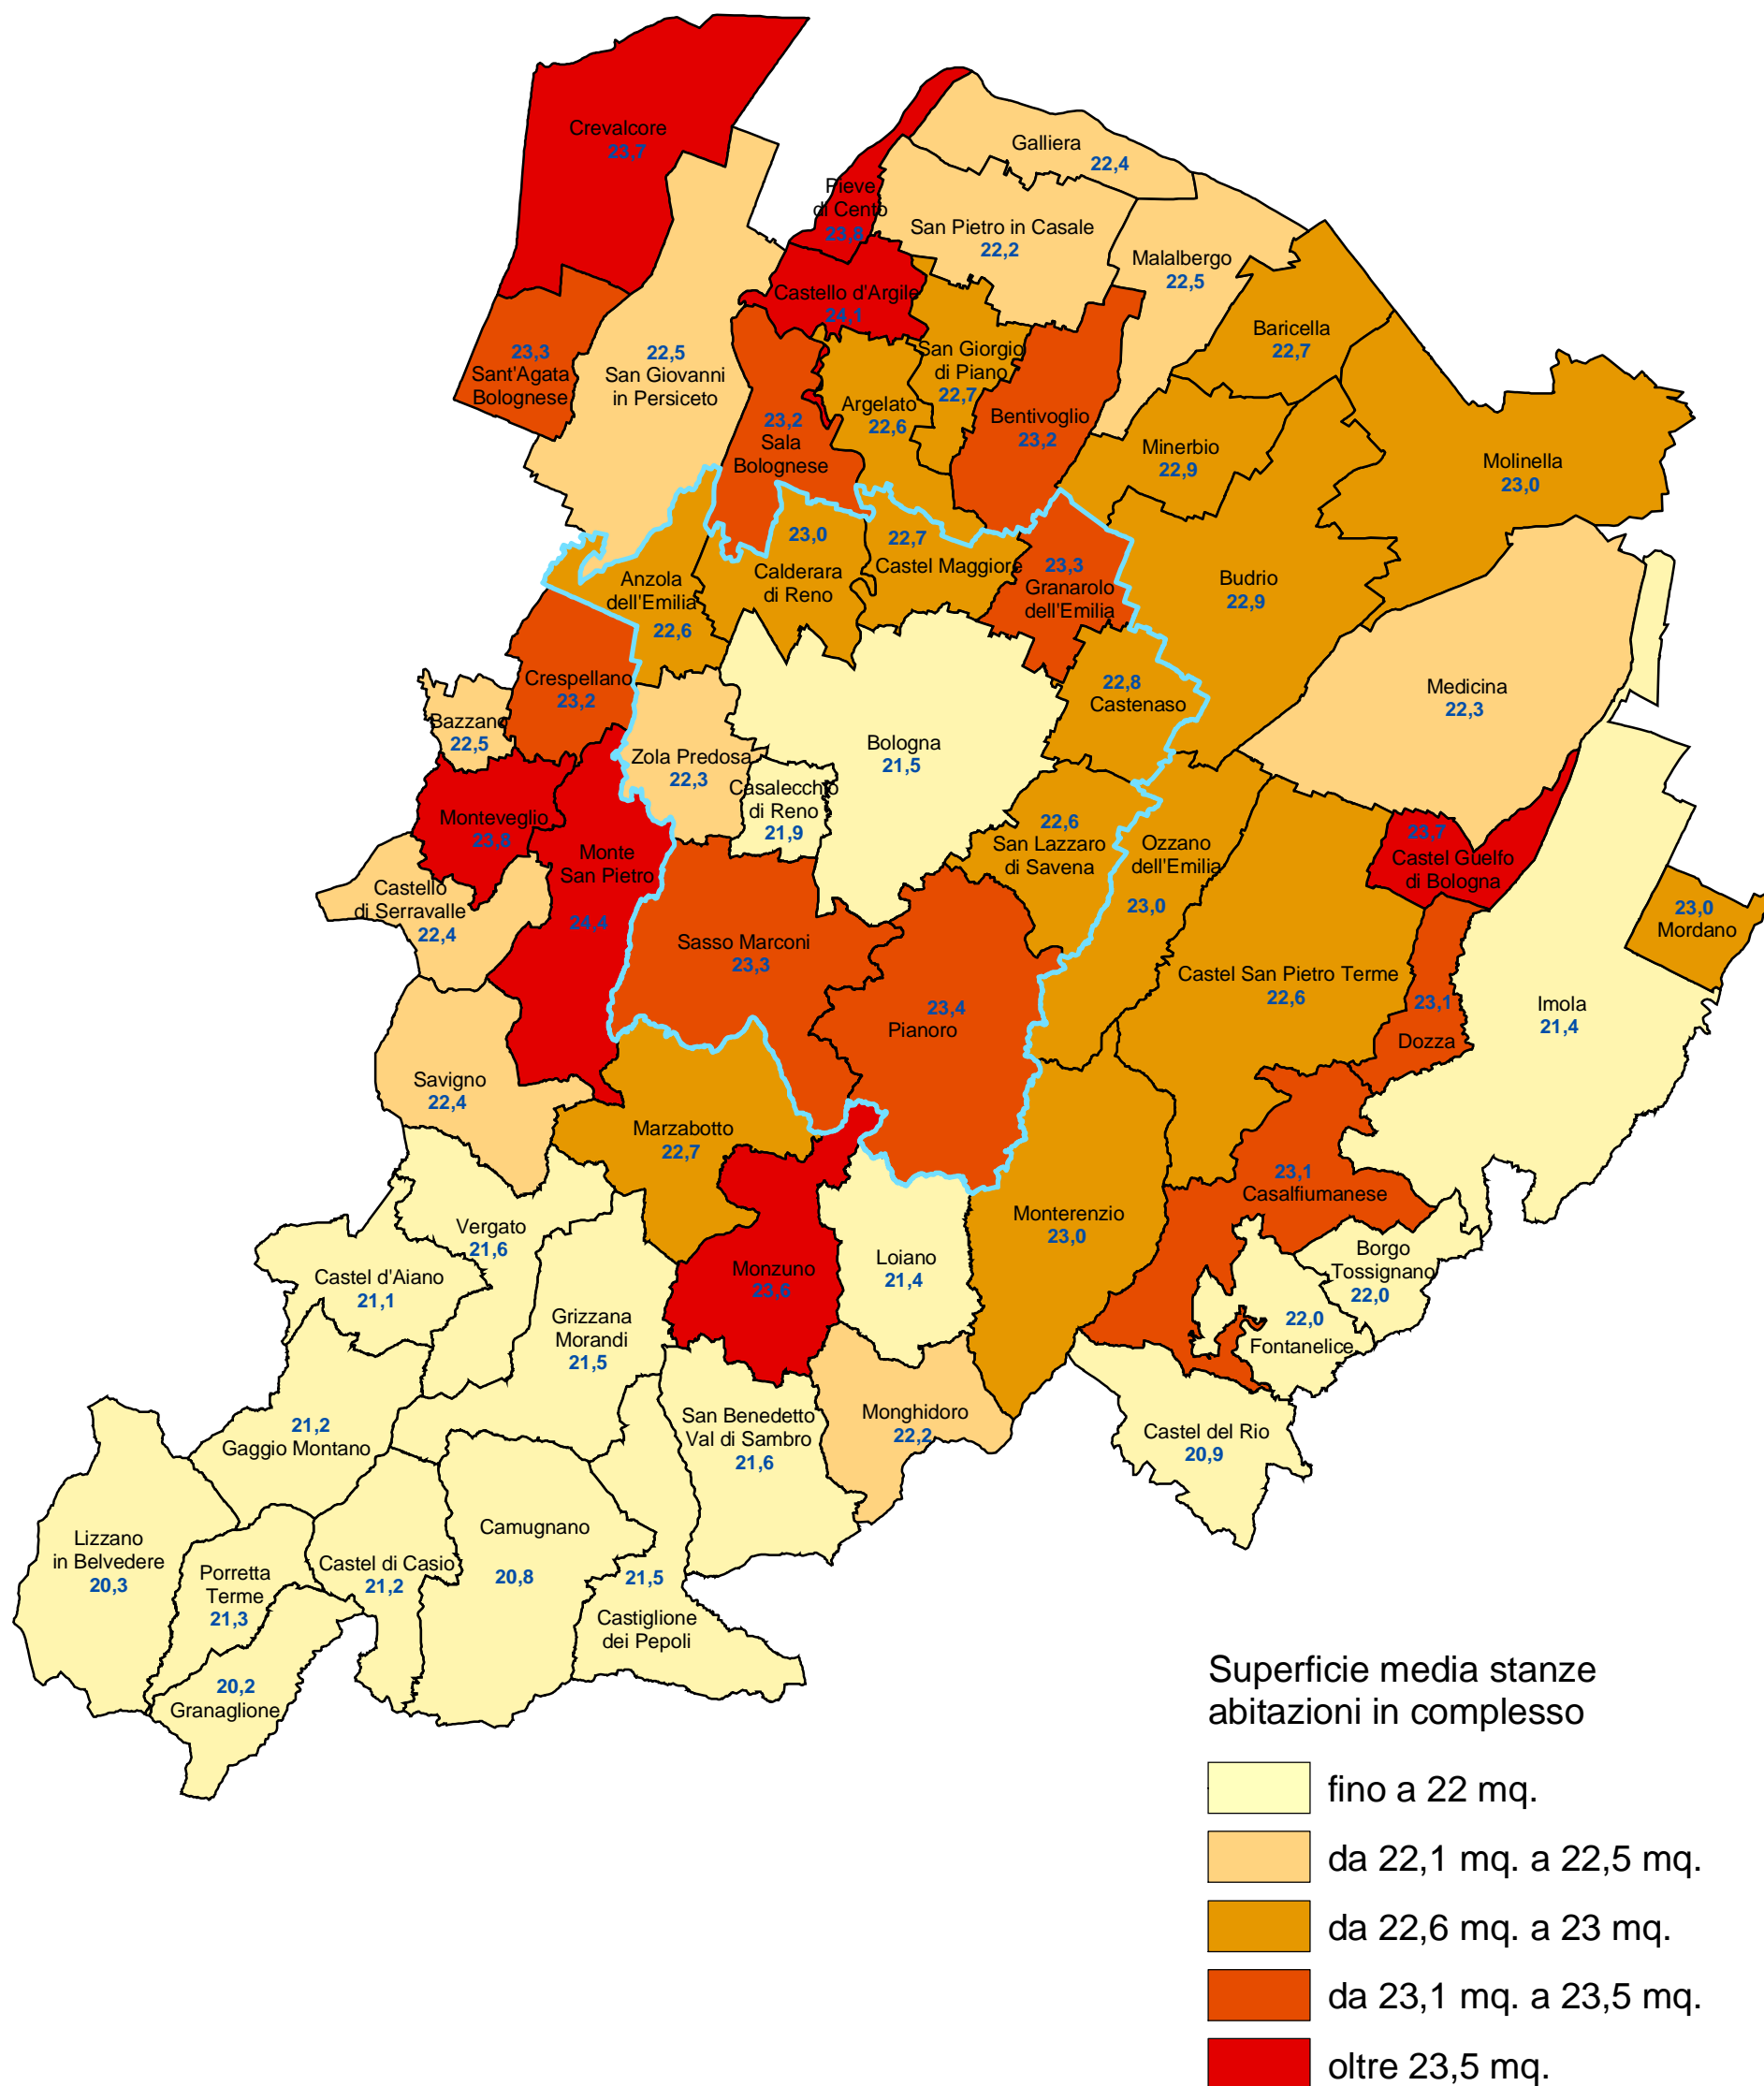 Crevalcore
23,7
Galliera
22,4
Pieve
di Cento
23,8
San Pietro in Casale
22,2
Malalbergo
22,5
Castello d'Argile
24,1
Baricella
22,7
23,3
Sant'Agata
Bolognese
22,5
San Giovanni
in Persiceto
San Giorgio
di Piano
22,7
Argelato
22,6
23,2
Sala
Bolognese
Bentivoglio
23,2
Minerbio
22,9
Molinella
23,0
23,0
Calderara
di Reno
22,7
Castel Maggiore
23,3
Granarolo
dell'Emilia
Anzola
dell'Emilia
22,6
Budrio
22,9
Crespellano
23,2
22,8
Castenaso
Medicina
22,3
Bazzano
22,5
Zola Predosa
22,3
Bologna
21,5
Casalecchio
di Reno
21,9
Monteveglio
23,8
22,6
San Lazzaro
di Savena
Ozzano
dell'Emilia
23,0
23,7
Castel Guelfo
di Bologna
Monte
San Pietro
24,4
Castello
di Serravalle
22,4
23,0
Mordano
Sasso Marconi
23,3
Castel San Pietro Terme
22,6
23,4
Pianoro
23,1
Dozza
Imola
21,4
Savigno
22,4
Marzabotto
22,7
23,1
Casalfiumanese
Vergato
21,6
Monterenzio
23,0
Castel d'Aiano
21,1
Monzuno
23,6
Loiano
21,4
Borgo
Tossignano
22,0
Grizzana
Morandi
21,5
22,0
Fontanelice
21,2
Gaggio Montano
San Benedetto
Val di Sambro
21,6
Monghidoro
22,2
Castel del Rio
20,9
Lizzano
in Belvedere
20,3
Porretta
Terme
21,3
Castel di Casio
21,2
Camugnano
20,8
21,5
Castiglione
dei Pepoli
20,2
Granaglione
Superficie media stanze
abitazioni in complesso
fino a 22 mq.
da 22,1 mq. a 22,5 mq.
da 22,6 mq. a 23 mq.
da 23,1 mq. a 23,5 mq.
oltre 23,5 mq.